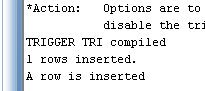 *Action:   Options are to
           disable the tri
TRIGGER TRI compiled
1 rows inserted.
A row is inserted